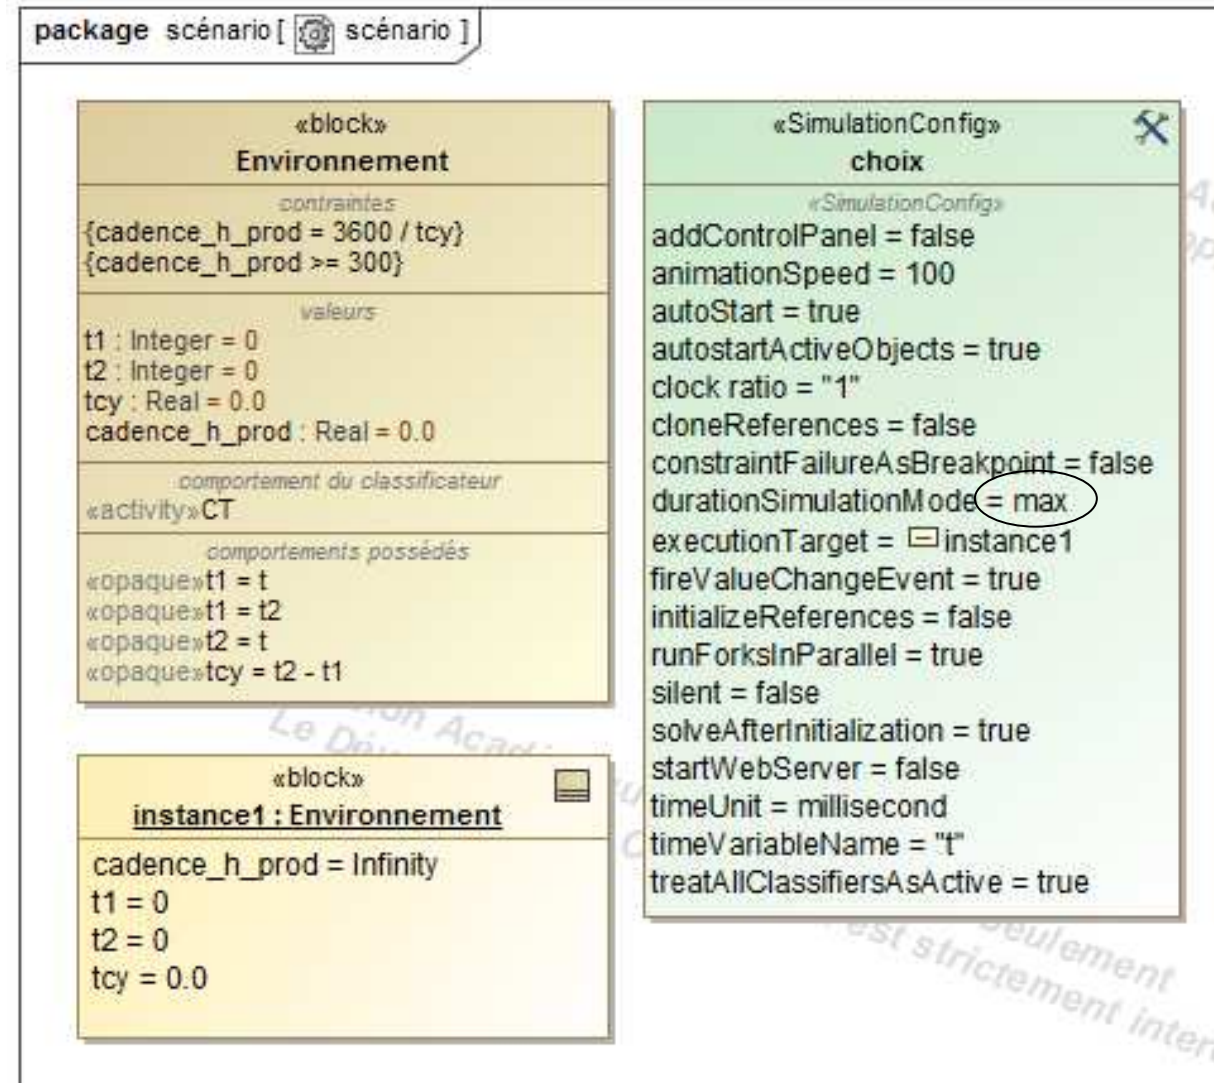 package scénario [ scénario ]
«block»
Environnement
contraintes
{cadence_h_prod = 3600 / tcy}
{cadence_h_prod >= 300}
valeurs
t1 : Integer = 0
t2 : Integer = 0
tcy : Real = 0.0
cadence_h_prod : Real = 0.0
comportement du classificateur
«activity»CT
comportements possédés
«opaque»t1 = t
«opaque»t1 = t2
«opaque»t2 = t
«opaque»tcy = t2 - t1
«block»
instance1 : Environnement
cadence_h_prod = Infinity
t1 = 0
t2 = 0
tcy = 0.0
«SimulationConfig»
choix
«SimulationConfig»
addControlPanel = false
animationSpeed = 100
autoStart = true
autostartActiveObjects = true
clock ratio = "1"
cloneReferences = false
constraintFailureAsBreakpoint = false
durationSimulationMode = max
executionTarget = instance1
fireValueChangeEvent = true
initializeReferences = false
runForksInParallel = true
silent = false
solveAfterInitialization = true
startWebServer = false
timeUnit = millisecond
timeVariableName = "t"
treatAllClassifiersAsActive = true
Le
Seulement
est strictement